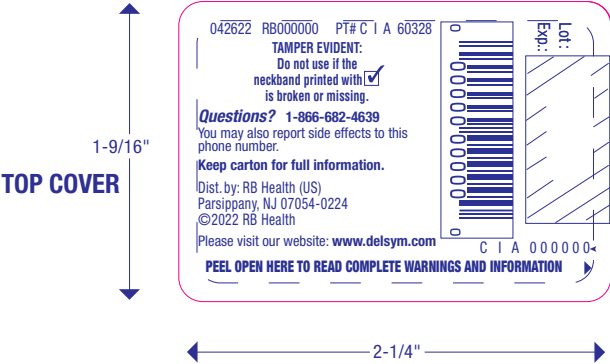 042622 RB000000 PT# C I A 60328
TAMPER EVIDENT:
Do not use if the
neckband printed with
is broken or missing.
Questions? 1-866-682-4639
You may also report side effects to this
phone number.
Keep carton for full information.
Dist. by: RB Health (US)
Parsippany, NJ 07054-0224
©2022 RB Health
Please visit our website: www.delsym.com
PEEL OPEN HERE TO READ COMPLETE WARNINGS AND INFORMATION
Lot:
Exp.:
C I A 000000
1-9/16"
TOP COVER
2-1/4"